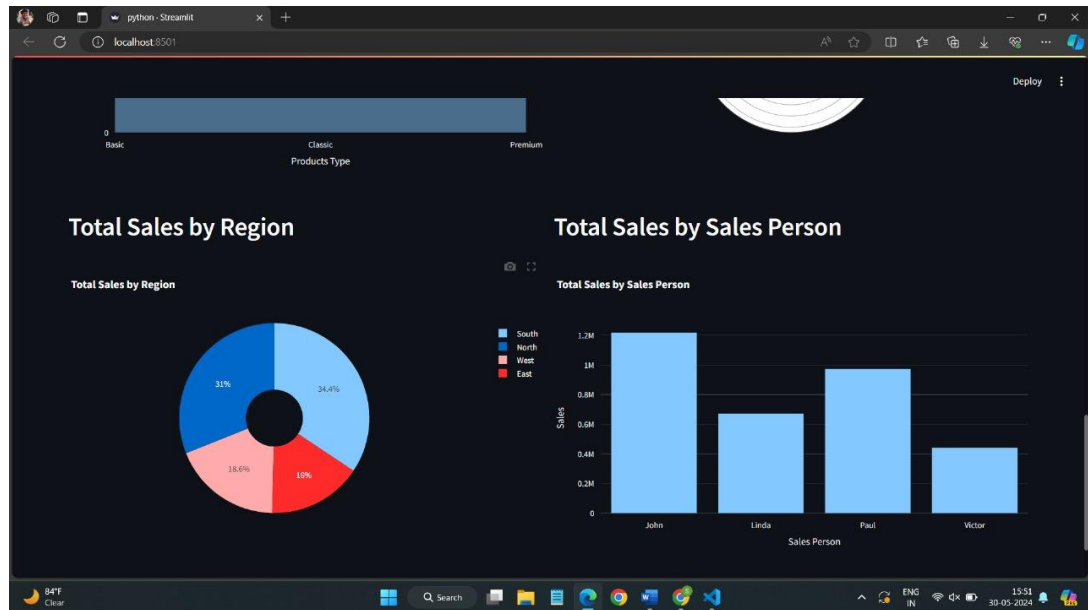 python · Streamlit
localhost:8501
Deploy
0
Basic Classic Premium
Products Type
Total Sales by Region
Total Sales by Region
South
North
West
East
31%
34.4%
18.6%
16%
Total Sales by Sales Person
Total Sales by Sales Person
1.2M
1M
0.8M
0.6M
0.4M
0.2M
0
Sales
John Linda Paul Victor
Sales Person
84°F
Clear
Search
ENG
IN
15:51
30-05-2024